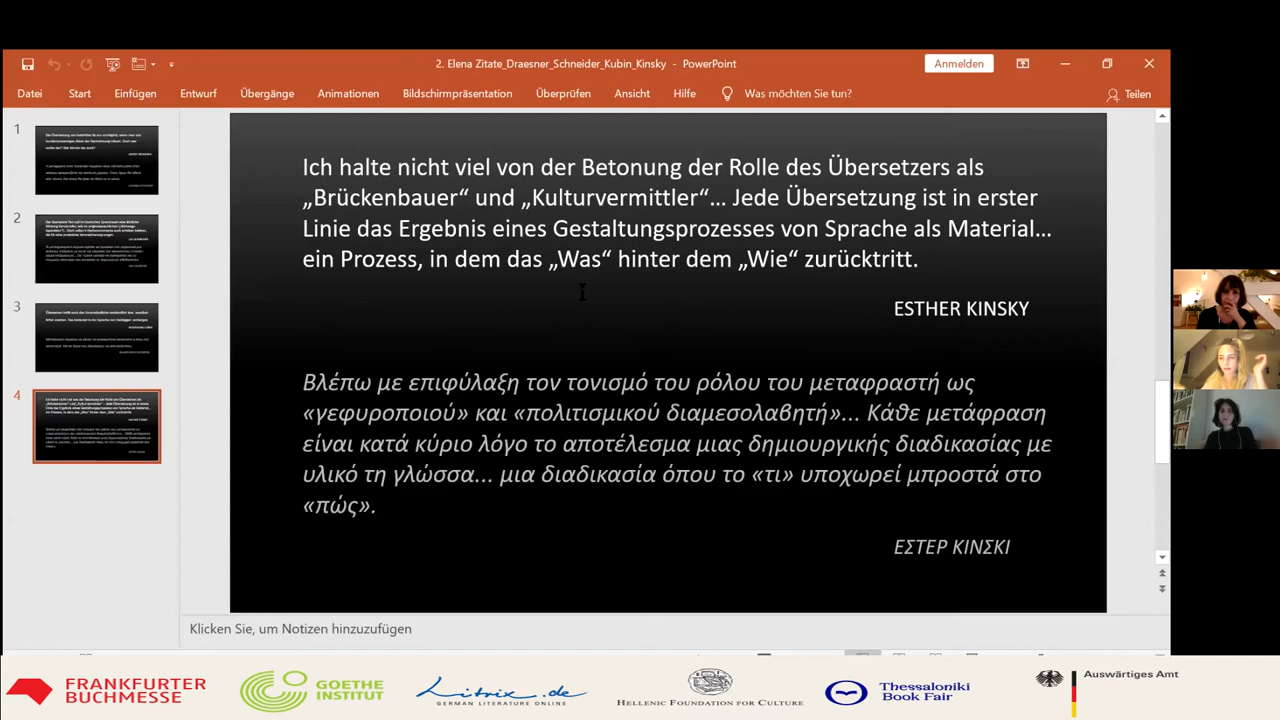 2. Elena Zitate_Draesner_Schneider_Kubin_Kinsky - PowerPoint
Anmelden
Datei Start Einfügen Entwurf Übergänge Animationen Bildschirmpräsentation Überprüfen Ansicht Hilfe Was möchten Sie tun? Teilen
1
2
3
4
Ich halte nicht viel von der Betonung der Rolle des Übersetzers als
„Brückenbauer“ und „Kulturvermittler“... Jede Übersetzung ist in erster
Linie das Ergebnis eines Gestaltungsprozesses von Sprache als Material...
ein Prozess, in dem das „Was“ hinter dem „Wie“ zurücktritt.
ESTHER KINSKY
Βλέπω με επιφύλαξη τον τονισμό του ρόλου του μεταφραστή ως
«γεφυροποιού» και «πολιτισμικού διαμεσολαβητή»... Κάθε μετάφραση
είναι κατά κύριο λόγο το αποτέλεσμα μιας δημιουργικής διαδικασίας με
υλικό τη γλώσσα... μια διαδικασία όπου το «τι» υποχωρεί μπροστά στο
«πώς».
ΕΣΤΕΡ ΚΙΝΣΚΙ
Klicken Sie, um Notizen hinzuzufügen
FRANKFURTER
BUCHMESSE
GOETHE
INSTITUT
Litrix.de
GERMAN LITERATURE ONLINE
HELLENIC FOUNDATION FOR CULTURE
Thessaloniki
Book Fair
Auswärtiges Amt